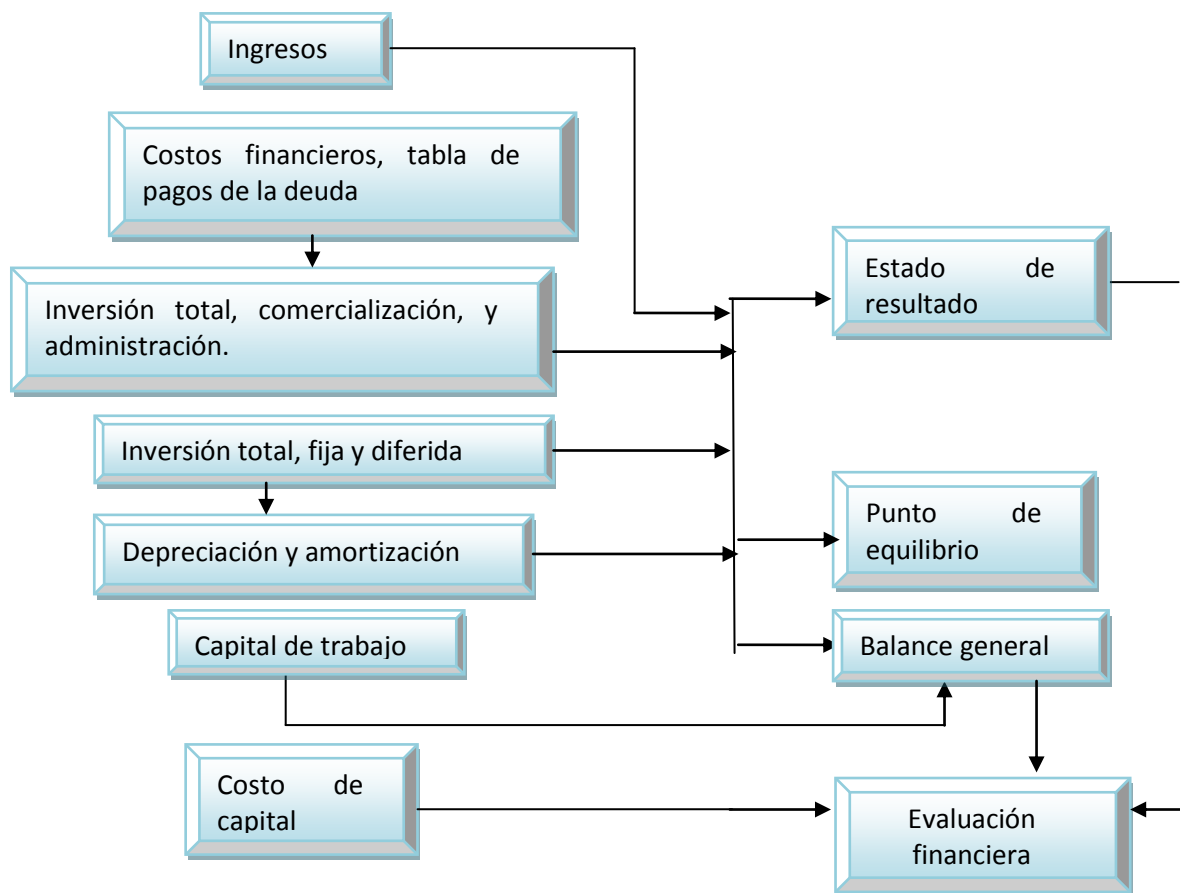 Ingresos
Costos financieros, tabla de
pagos de la deuda
Inversión total, comercialización, y
administración.
Inversión total, fija y diferida
Depreciación y amortización
Capital de trabajo
Costo de
capital
Estado de
resultado
Punto de
equilibrio
Balance general
Evaluación
financiera